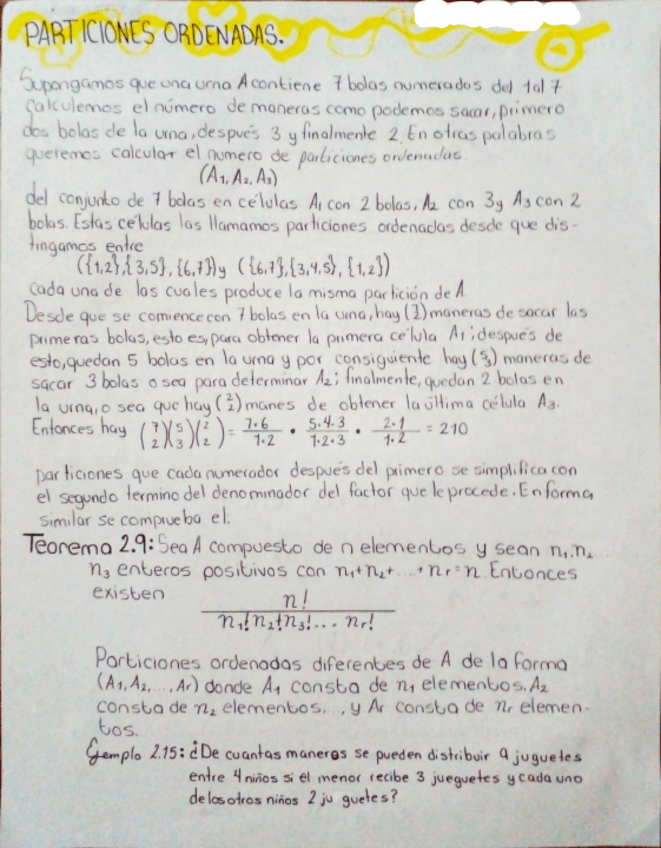 PARTICIONES ORDENADAS.
Supongamos que una urna A contiene 7 bolas numerados del 1 al 7
Calculemos el número de maneras como podemos sacar, primero
dos bolas de la urna, después 3 y finalmente 2. En otras palabras
queremos calcular el numero de particiones ordenadas.
(A₁, A₂, A₃)
del conjunto de 7 bolas en células A₁ con 2 bolas, A₂ con 3 y A₃ con 2
bolas. Estas células las llamamos particiones ordenadas desde que dis-
tingamos entre
({1,2},{3,5},{6,7}) y ({6,7},{3,4,5},{1,2})
cada una de las cuales produce la misma partición de A.
Desde que se comience con 7 bolas en la urna, hay (7 2) maneras de sacar las
primeras bolas, esto es, para obtener la primera célula A₁; después de
esto, quedan 5 bolas en la urna y por consiguiente hay (5 3) maneras de
sacar 3 bolas o sea para determinar A₂; finalmente, quedan 2 bolas en
la urna, o sea que hay (2 2) manes de obtener la última célula A₃.
Entonces hay (7 2)(5 3)(2 2) = 7·6/1·2 · 5·4·3/1·2·3 · 2·1/1·2 = 210
particiones que cada numerador después del primero se simplifica con
el segundo termino del denominador del factor que le procede. En forma
similar se comprueba el:
Teorema 2.9: Sea A compuesto de n elementos y sean n₁, n₂ ...
n₃ enteros positivos con n₁+n₂+ ... + nr = n. Entonces
existen n!/n₁!n₂!n₃!... nr!
Particiones ordenadas diferentes de A de la forma
(A₁, A₂, ..., Ar) donde A₁ consta de n₁ elementos, A₂
consta de n₂ elementos, .., y Ar consta de nr elemen-
tos.
Ejemplo 2.15: ¿De cuantas maneras se pueden distribuir 9 juguetes
entre 4 niños si el menor recibe 3 jueguetes y cada uno
de los otros niños 2 ju guetes?